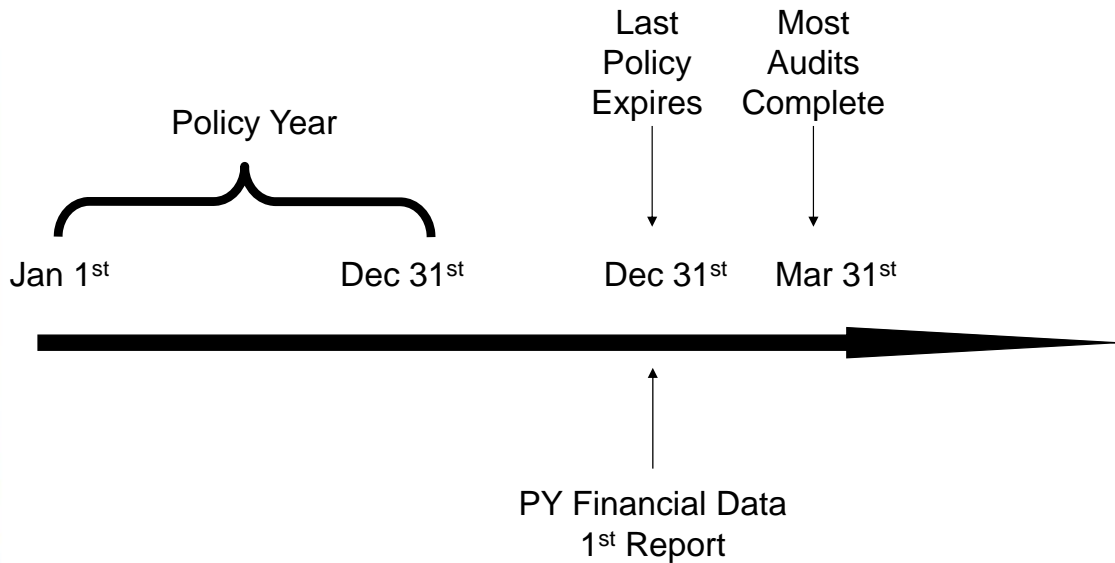 Last
Policy
Expires
Most
Audits
Complete
Policy Year
Jan 1st
Dec 31st
Dec 31st
Mar 31st
PY Financial Data
1st Report